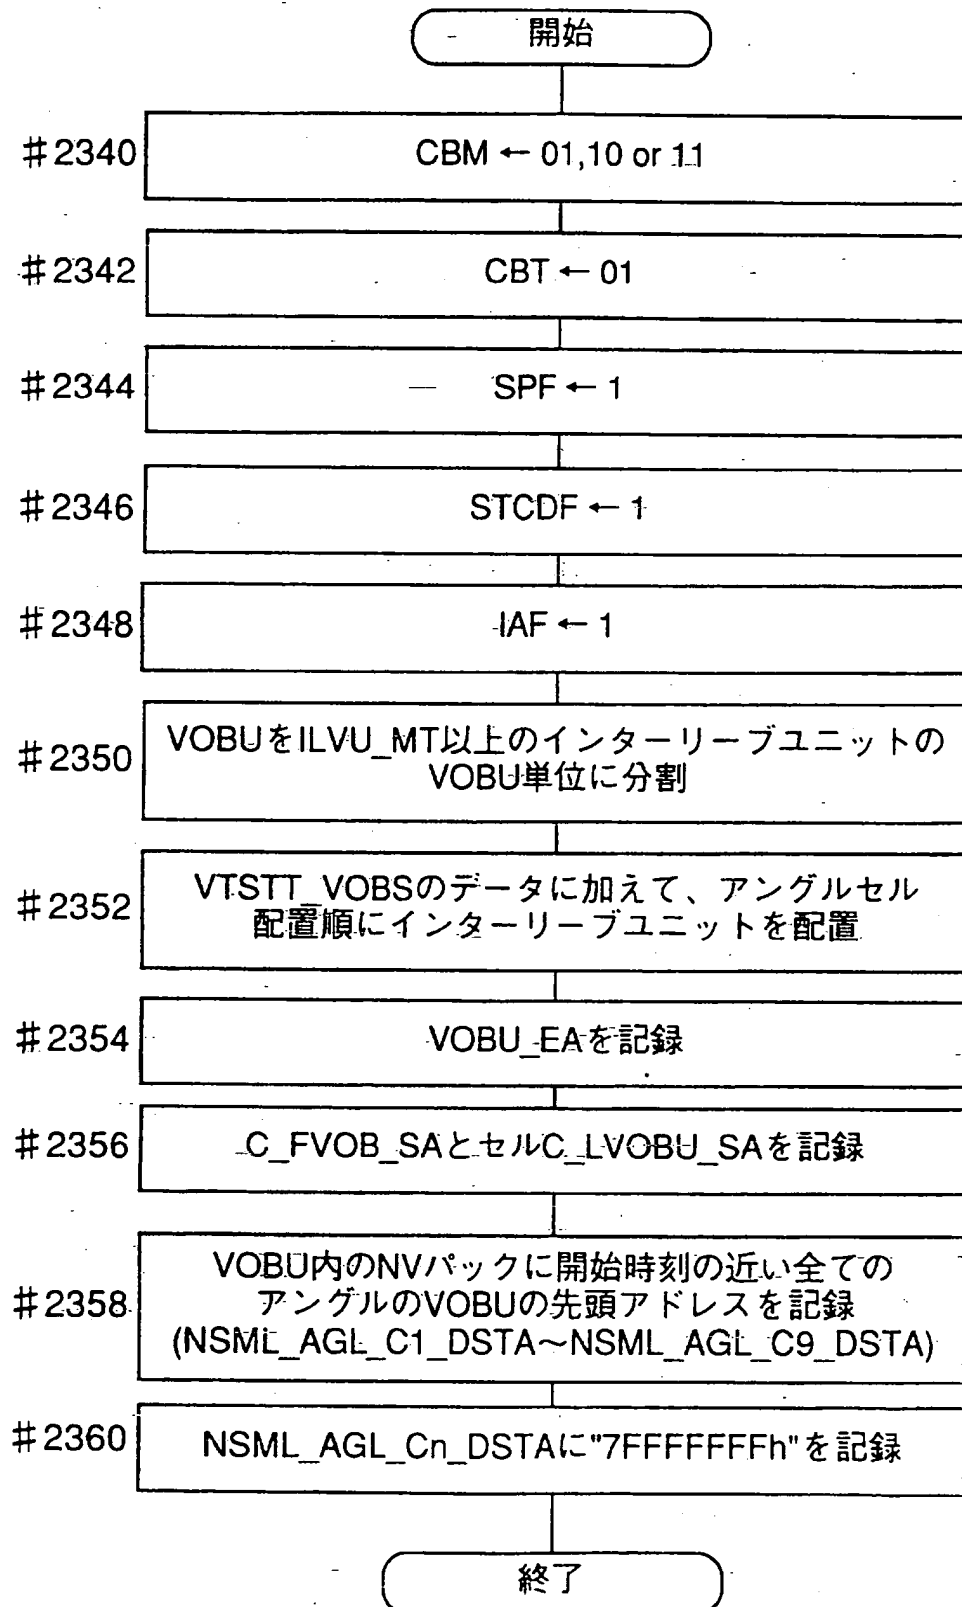 開始
#2340
CBM ← 01,10 or 11
#2342
CBT ← 01
#2344
SPF ← 1
#2346
STCDF ← 1
#2348
IAF ← 1
#2350
VOBUをILVU_MT以上のインターリーブユニットの
VOBU単位に分割
#2352
VTSTT_VOBSのデータに加えて、アングルセル
配置順にインターリーブユニットを配置
#2354
VOBU_EAを記録
#2356
C_FVOB_SAとセルC_LVOBU_SAを記録
#2358
VOBU内のNVパックに開始時刻の近い全ての
アングルのVOBUの先頭アドレスを記録
(NSML_AGL_C1_DSTA～NSML_AGL_C9_DSTA)
#2360
NSML_AGL_Cn_DSTAに"7FFFFFFFh"を記録
終了